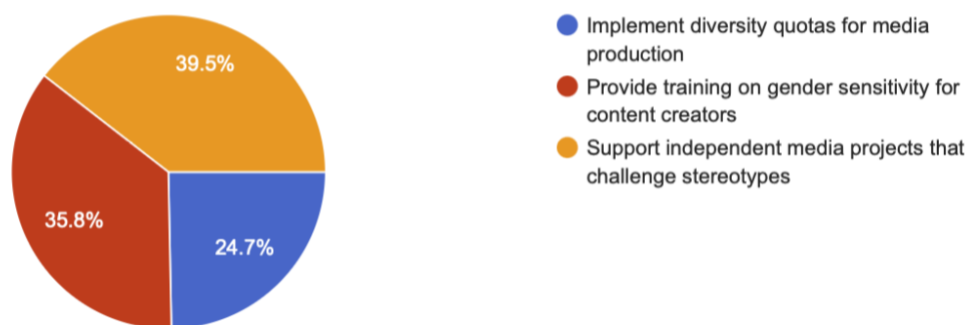 39.5%
35.8%
24.7%
Implement diversity quotas for media
production
Provide training on gender sensitivity for
content creators
Support independent media projects that
challenge stereotypes